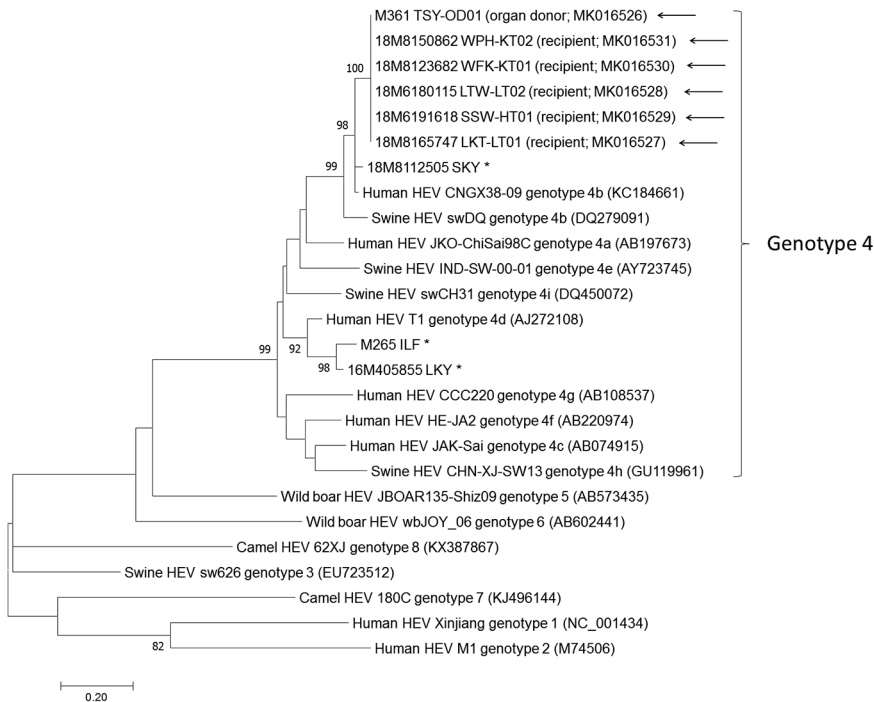 M361 TSY-OD01 (organ donor; MK016526)
18M8150862 WPH-KT02 (recipient; MK016531)
100
18M8123682 WFK-KT01 (recipient; MK016530)
18M6180115 LTW-LT02 (recipient; MK016528)
18M6191618 SSW-HT01 (recipient; MK016529)
98
18M8165747 LKT-LT01 (recipient; MK016527)
99
18M8112505 SKY *
Human HEV CNGX38-09 genotype 4b (KC184661)
Swine HEV swDQ genotype 4b (DQ279091)
Human HEV JKO-ChiSai98C genotype 4a (AB197673)
Genotype 4
Swine HEV IND-SW-00-01 genotype 4e (AY723745)
Swine HEV swCH31 genotype 4i (DQ450072)
Human HEV T1 genotype 4d (AJ272108)
99
92
M265 ILF *
98
16M405855 LKY *
Human HEV CCC220 genotype 4g (AB108537)
Human HEV HE-JA2 genotype 4f (AB220974)
Human HEV JAK-Sai genotype 4c (AB074915)
Swine HEV CHN-XJ-SW13 genotype 4h (GU119961)
Wild boar HEV JBOAR135-Shiz09 genotype 5 (AB573435)
Wild boar HEV wbJOY_06 genotype 6 (AB602441)
Camel HEV 62XJ genotype 8 (KX387867)
Swine HEV sw626 genotype 3 (EU723512)
Camel HEV 180C genotype 7 (KJ496144)
Human HEV Xinjiang genotype 1 (NC_001434)
82
Human HEV M1 genotype 2 (M74506)
0.20